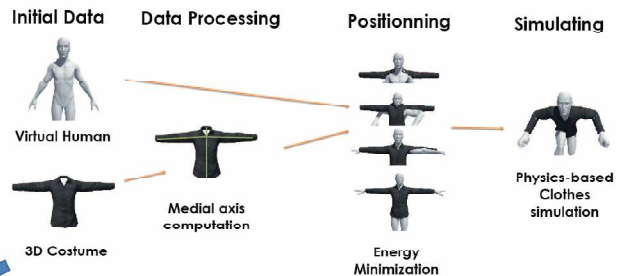 Initial Data
Data Processing
Positionning
Simulating
Virtual Human
3D Costume
Medial axis
computation
Energy
Minimization
Physics-based
Clothes
simulation